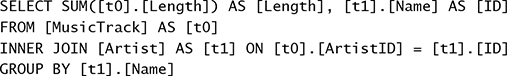 SELECT SUM([t0].[Length]) AS [Length], [t1].[Name] AS [ID]
FROM [MusicTrack] AS [t0]
INNER JOIN [Artist] AS [t1] ON [t0].[ArtistID] = [t1].[ID]
GROUP BY [t1].[Name]